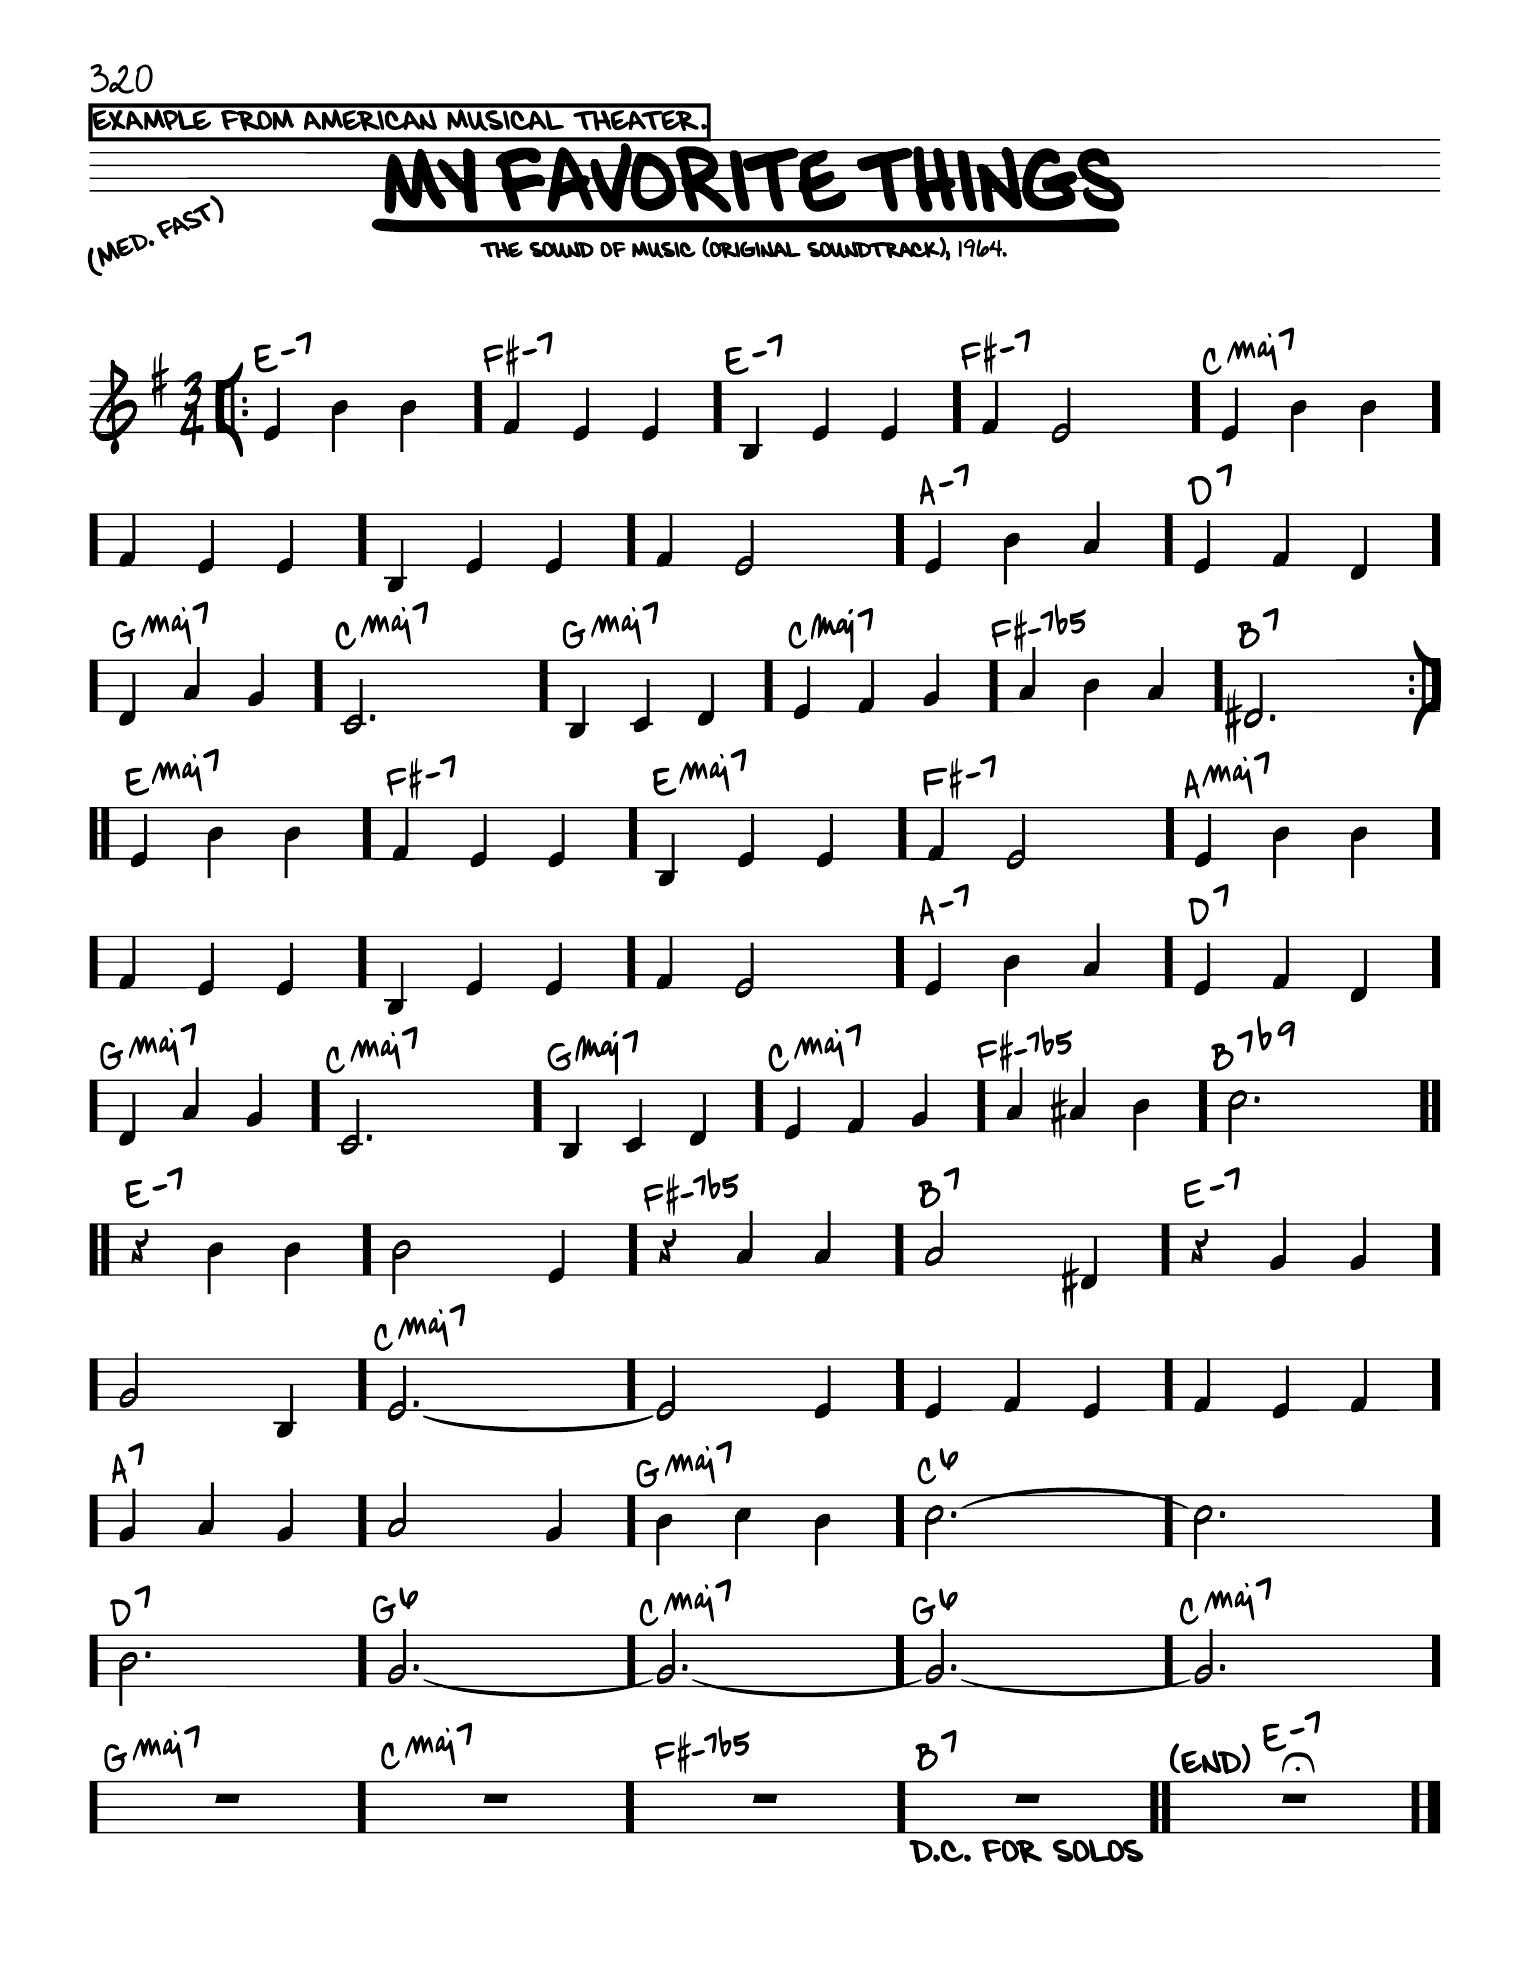 320
EXAMPLE FROM AMERICAN MUSICAL THEATER.
MY FAVORITE THINGS
(MED. FAST)
THE SOUND OF MUSIC (ORIGINAL SOUNDTRACK), 1964.
E-7 F#-7 E-7 F#-7 Cmaj7
3/4
A-7 D7
Gmaj7 Cmaj7 Gmaj7 Cmaj7 F#-7b5 B7
Emaj7 F#-7 Emaj7 F#-7 Amaj7
A-7 D7
Gmaj7 Cmaj7 Gmaj7 Cmaj7 F#-7b5 B7b9
E-7 F#-7b5 B7 E-7
Cmaj7
A7 Gmaj7 C6
D7 G6 Cmaj7 G6 Cmaj7
Gmaj7 Cmaj7 F#-7b5 B7 (END) E-7
D.C. FOR SOLOS